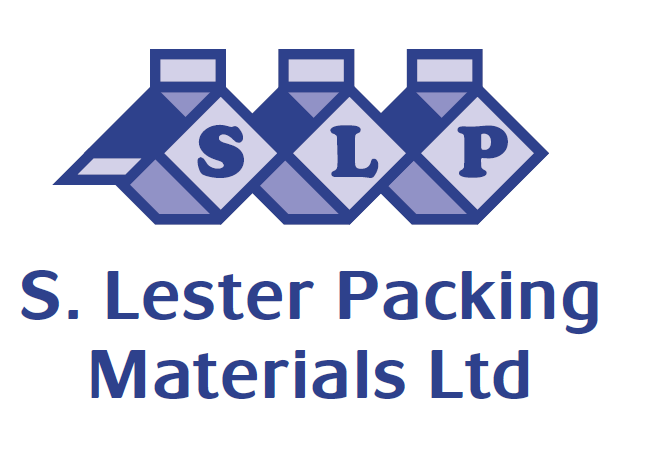 S L P
S. Lester Packing
Materials Ltd